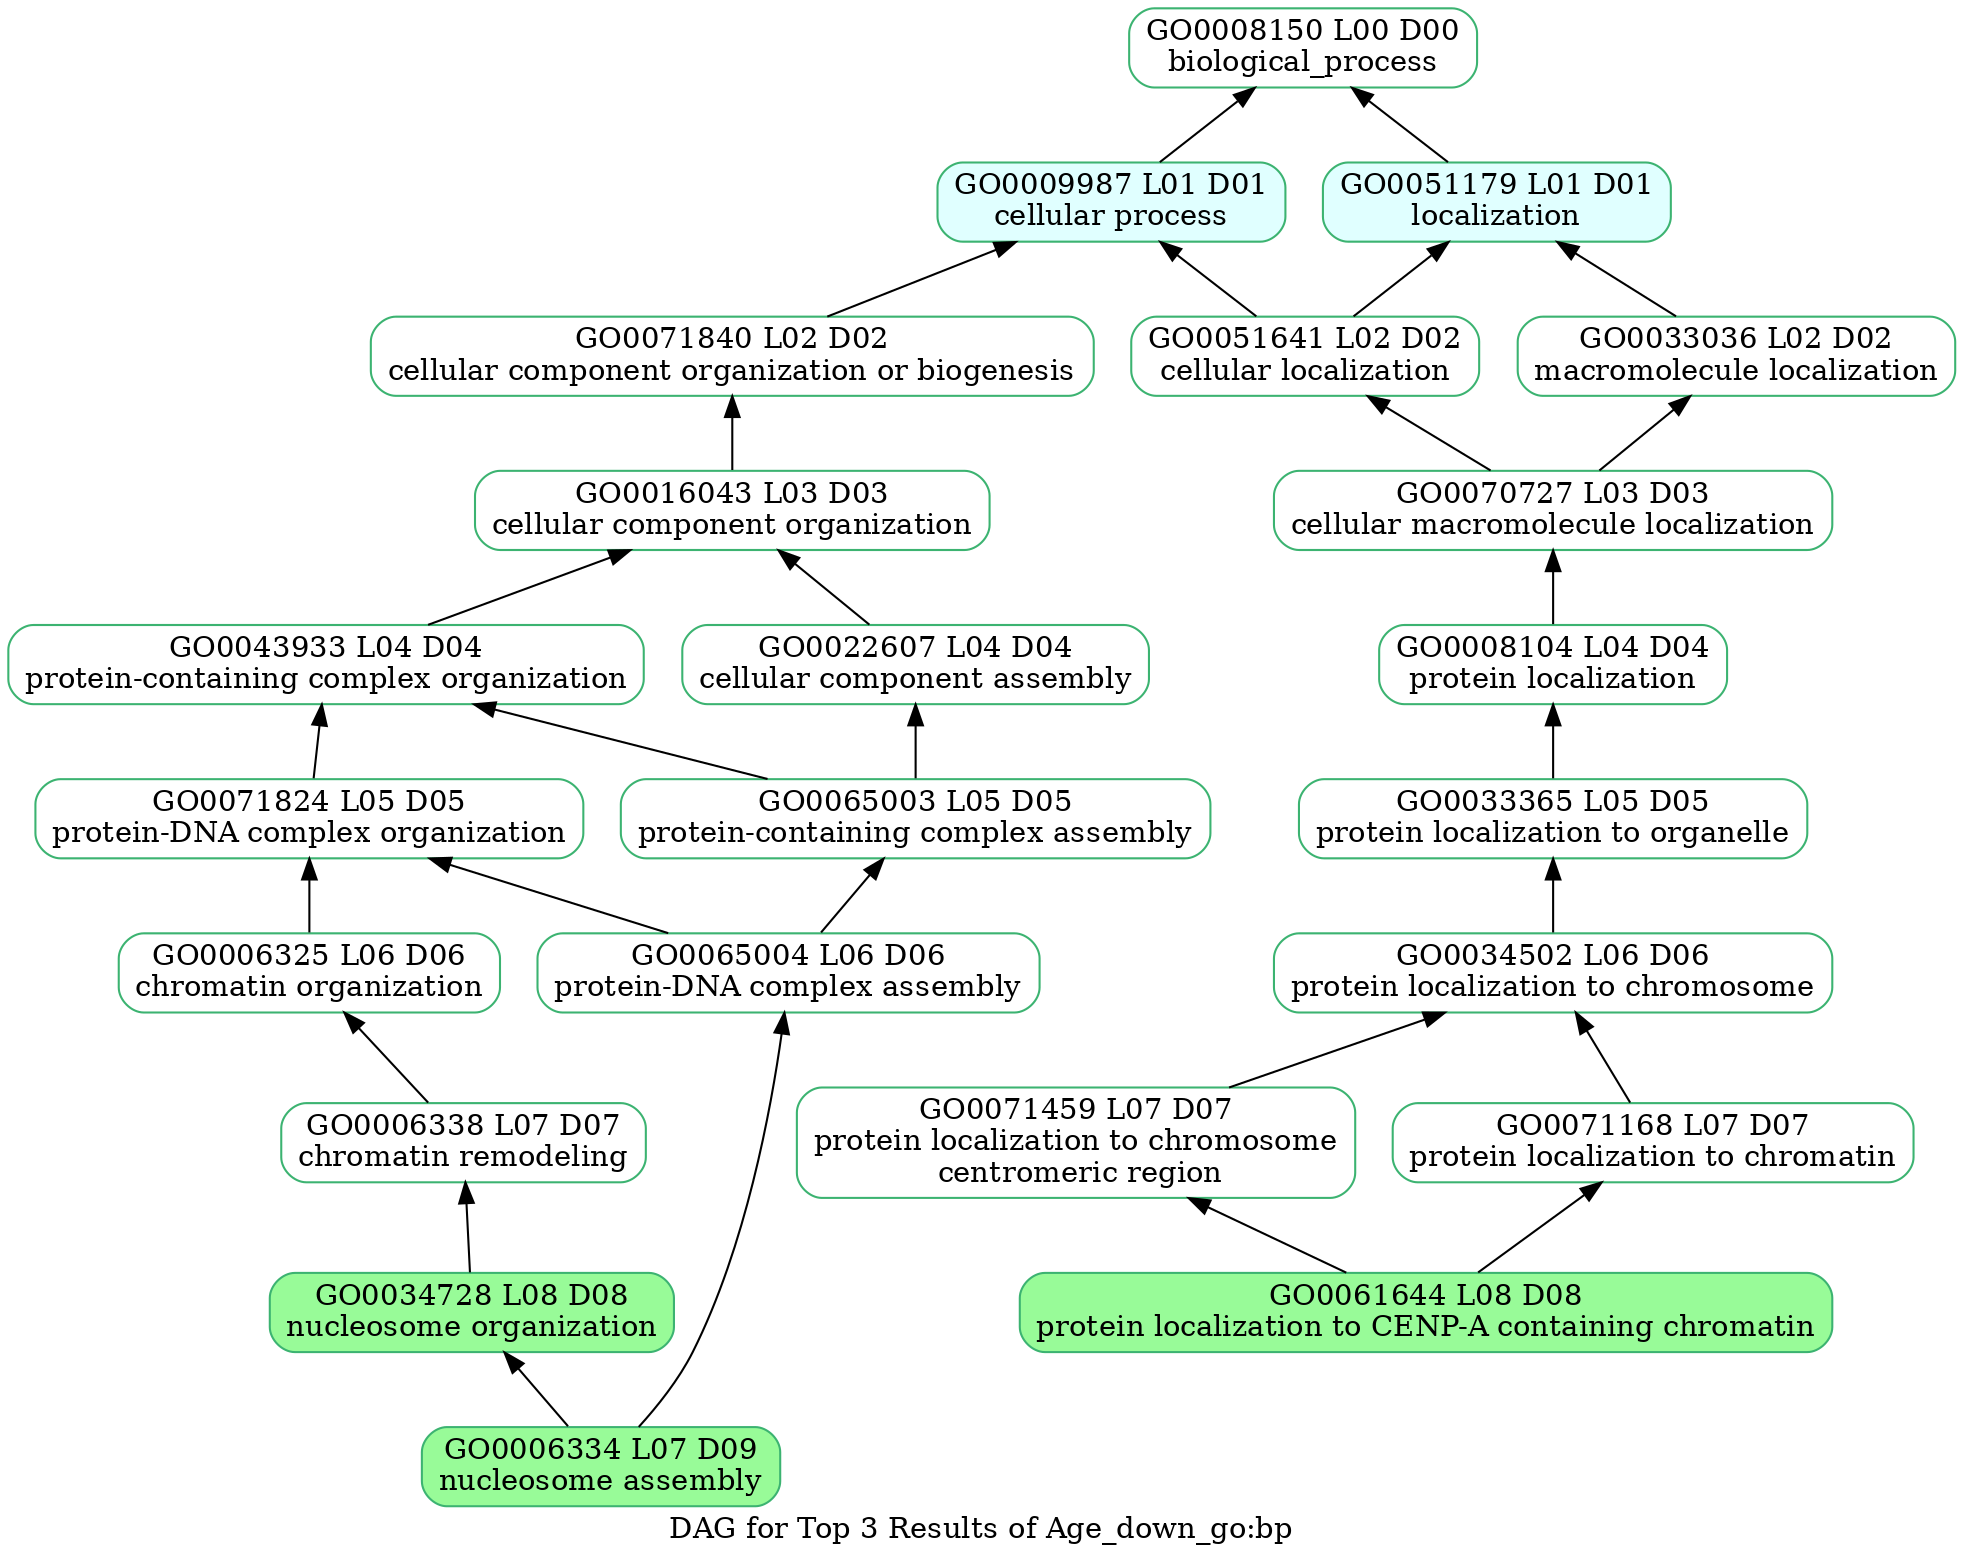 GO0008150 L00 D00
biological_process
GO0009987 L01 D01
cellular process
GO0051179 L01 D01
localization
GO0071840 L02 D02
cellular component organization or biogenesis
GO0051641 L02 D02
cellular localization
GO0033036 L02 D02
macromolecule localization
GO0016043 L03 D03
cellular component organization
GO0070727 L03 D03
cellular macromolecule localization
GO0043933 L04 D04
protein-containing complex organization
GO0022607 L04 D04
cellular component assembly
GO0008104 L04 D04
protein localization
GO0071824 L05 D05
protein-DNA complex organization
GO0065003 L05 D05
protein-containing complex assembly
GO0033365 L05 D05
protein localization to organelle
GO0006325 L06 D06
chromatin organization
GO0065004 L06 D06
protein-DNA complex assembly
GO0034502 L06 D06
protein localization to chromosome
GO0006338 L07 D07
chromatin remodeling
GO0071459 L07 D07
protein localization to chromosome
centromeric region
GO0071168 L07 D07
protein localization to chromatin
GO0034728 L08 D08
nucleosome organization
GO0061644 L08 D08
protein localization to CENP-A containing chromatin
GO0006334 L07 D09
nucleosome assembly
DAG for Top 3 Results of Age_down_go:bp